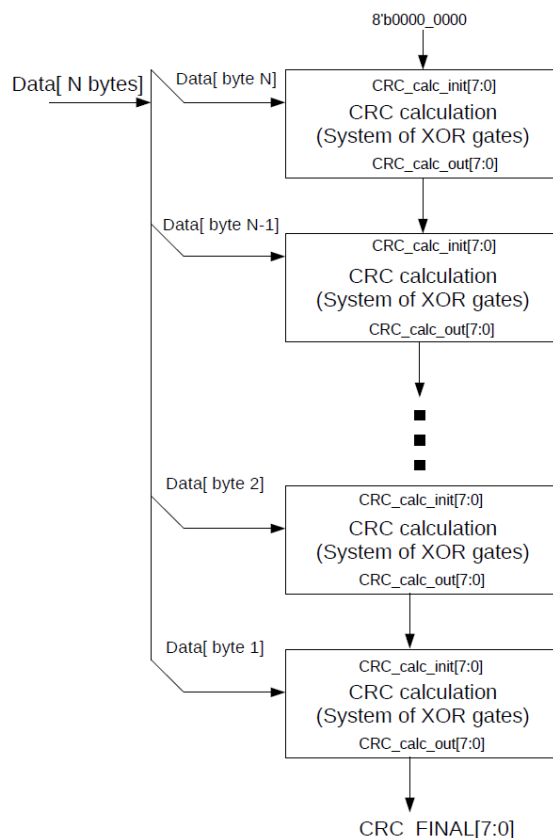 8'b0000_0000
Data[ N bytes]
Data[ byte N]
CRC_calc_init[7:0]
CRC calculation
(System of XOR gates)
CRC_calc_out[7:0]
Data[ byte N-1]
CRC_calc_init[7:0]
CRC calculation
(System of XOR gates)
CRC_calc_out[7:0]
Data[ byte 2]
CRC_calc_init[7:0]
CRC calculation
(System of XOR gates)
CRC_calc_out[7:0]
Data[ byte 1]
CRC_calc_init[7:0]
CRC calculation
(System of XOR gates)
CRC_calc_out[7:0]
CRC_FINAL[7:0]